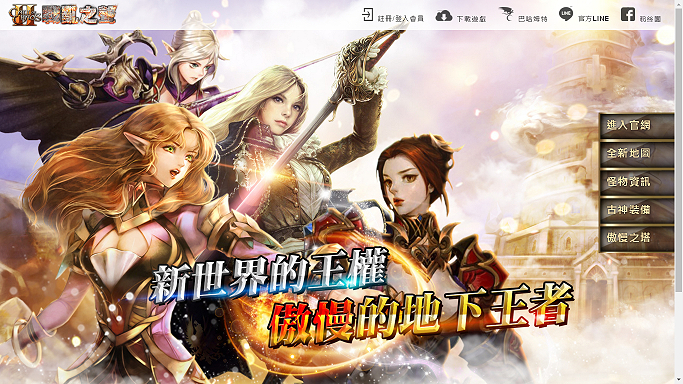 戰亂之望
註冊/登入會員
下載遊戲
巴哈姆特
LINE
官方LINE
粉絲團
進入官網
全新地圖
怪物資訊
古神裝備
傲慢之塔
新世界的王權
傲慢的地下王者